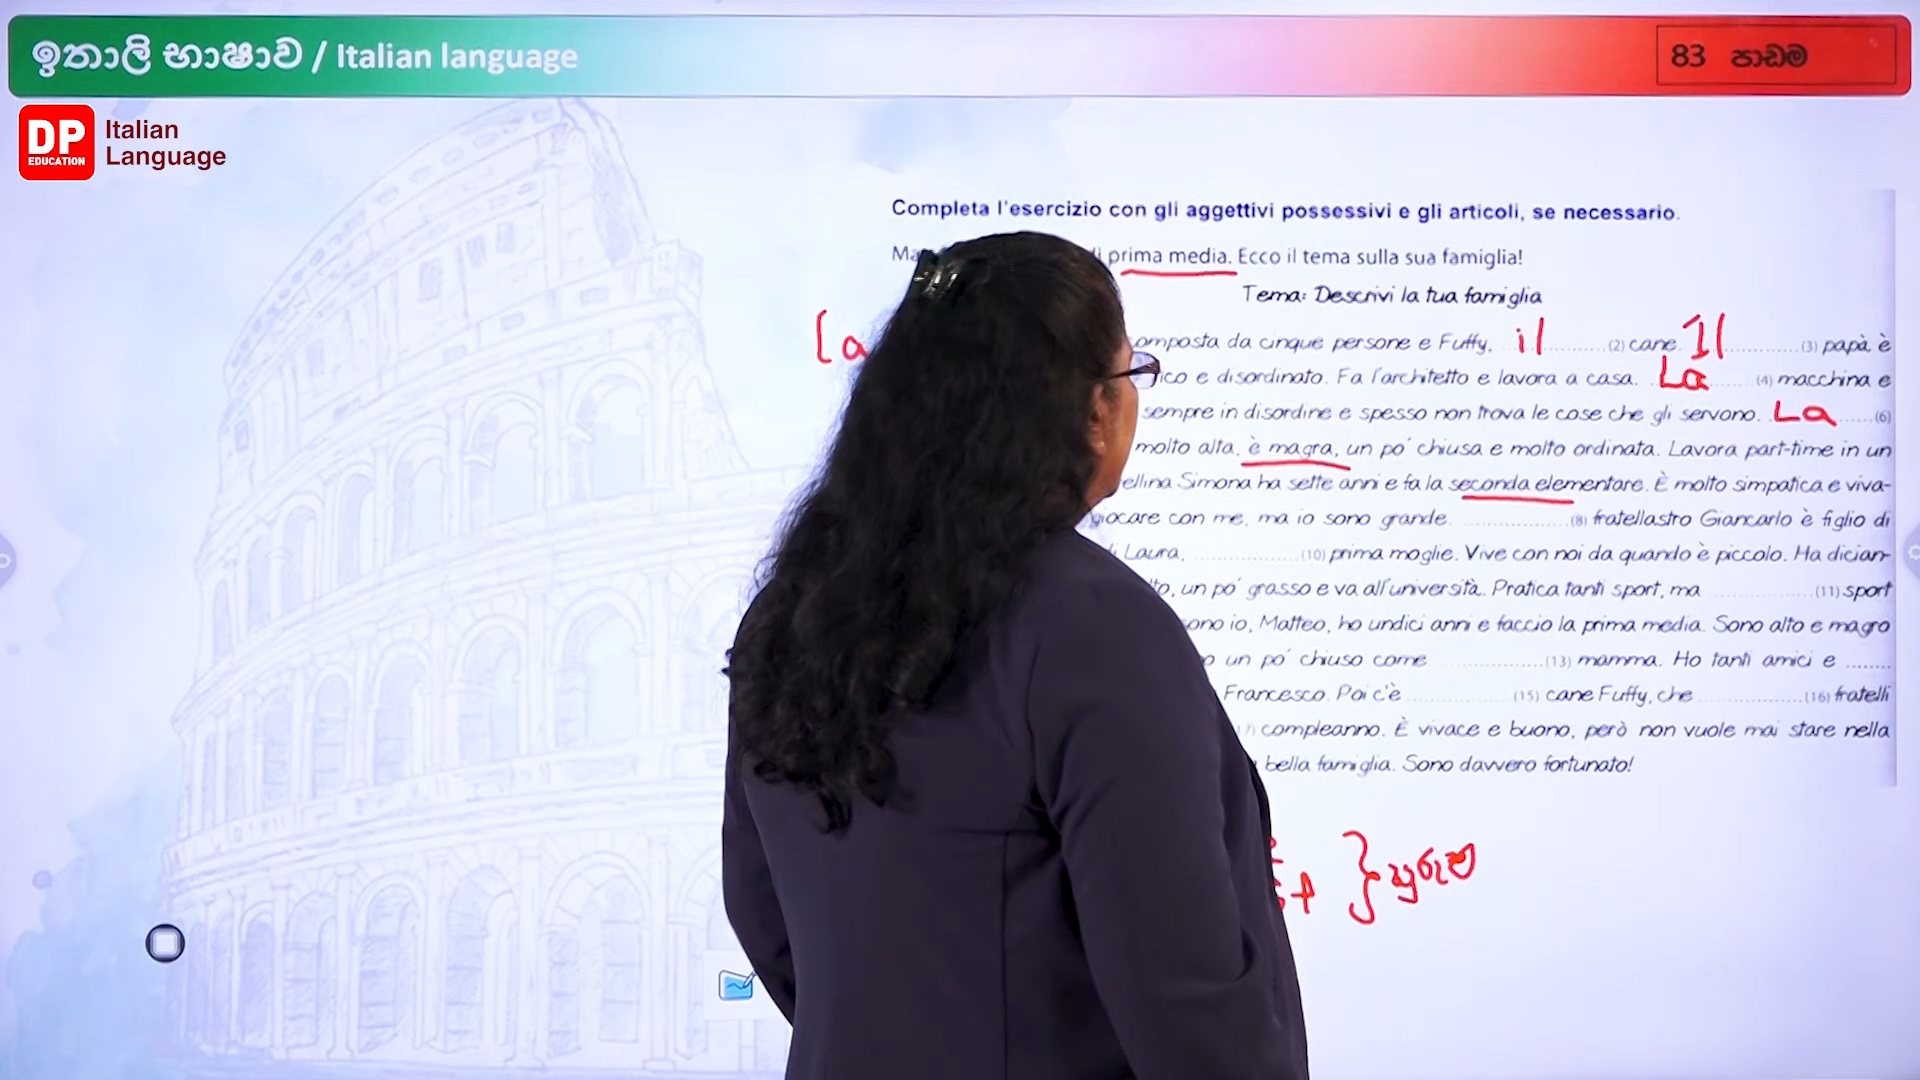 ඉතාලි භාෂාව / Italian language
83 පාඩම
DP
EDUCATION
Italian
Language
Completa l'esercizio con gli aggettivi possessivi e gli articoli, se necessario.
prima media. Ecco il tema sulla sua famiglia!
Tema: Descrivi la tua famiglia
la omposta da cinque persone e Fuffy, il (2) cane. Il (3) papà è
ico e disordinato. Fa l'architetto e lavora a casa. La (4) macchina e
sempre in disordine e spesso non trova le cose che gli servono. La (6)
molto alta, è magra, un po' chiusa e molto ordinata. Lavora part-time in un
ellina Simona ha sette anni e fa la seconda elementare. È molto simpatica e viva-
giocare con me, ma io sono grande. (8) fratellastro Giancarlo è figlio di
Laura, (10) prima moglie. Vive con noi da quando è piccolo. Ha dician-
to, un po' grasso e va all'università. Pratica tanti sport, ma (11) sport
sono io, Matteo, ho undici anni e faccio la prima media. Sono alto e magro
un po' chiuso come (13) mamma. Ho tanti amici e
Francesco. Poi c'è (15) cane Fuffy, che (16) fratelli
compleanno. È vivace e buono, però non vuole mai stare nella
bella famiglia. Sono davvero fortunato!